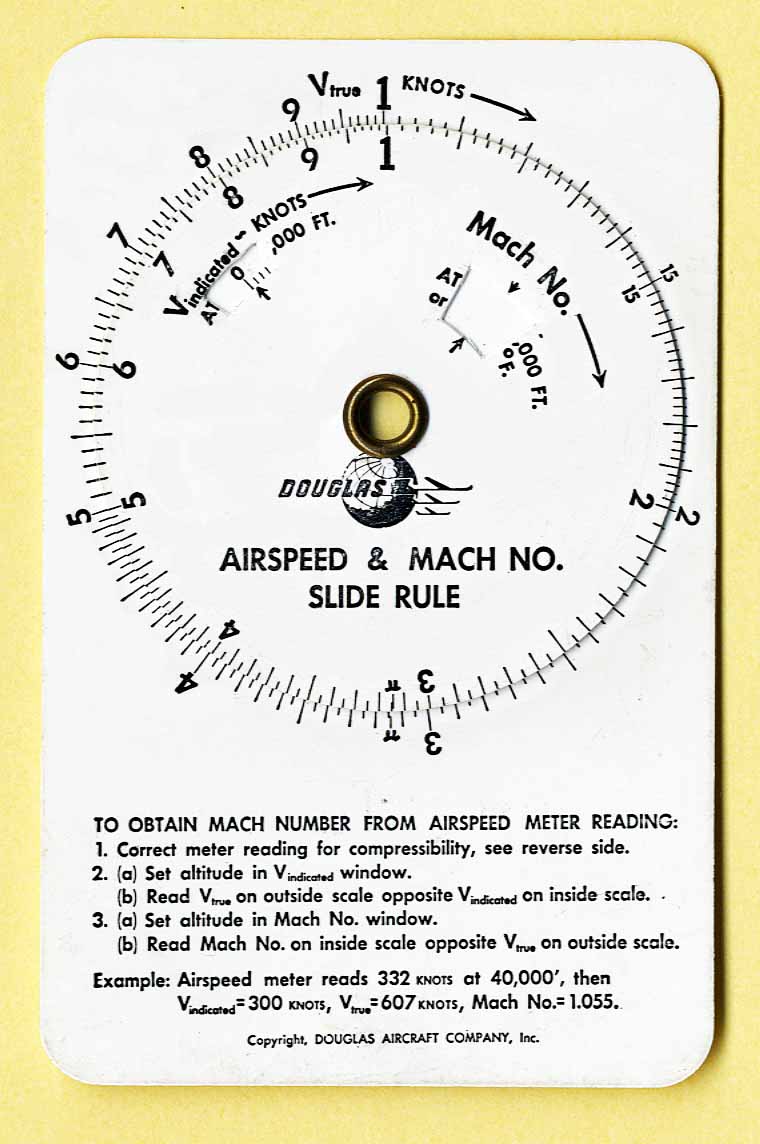 Vtrue 1 KNOTS
9
9 1
8
8
7
7
Vindicated ~ KNOTS
AT 0 ,000 FT.
Mach No.
AT
or
,000 FT.
°F.
15
15
6
6
5
5
2
2
DOUGLAS
AIRSPEED & MACH NO.
SLIDE RULE
4
4
π 3
π 3
TO OBTAIN MACH NUMBER FROM AIRSPEED METER READING:
1. Correct meter reading for compressibility, see reverse side.
2. (a) Set altitude in Vindicated window.
(b) Read Vtrue on outside scale opposite Vindicated on inside scale.
3. (a) Set altitude in Mach No. window.
(b) Read Mach No. on inside scale opposite Vtrue on outside scale.
Example: Airspeed meter reads 332 KNOTS at 40,000', then
Vindicated=300 KNOTS, Vtrue=607 KNOTS, Mach No.=1.055.
Copyright, DOUGLAS AIRCRAFT COMPANY, Inc.